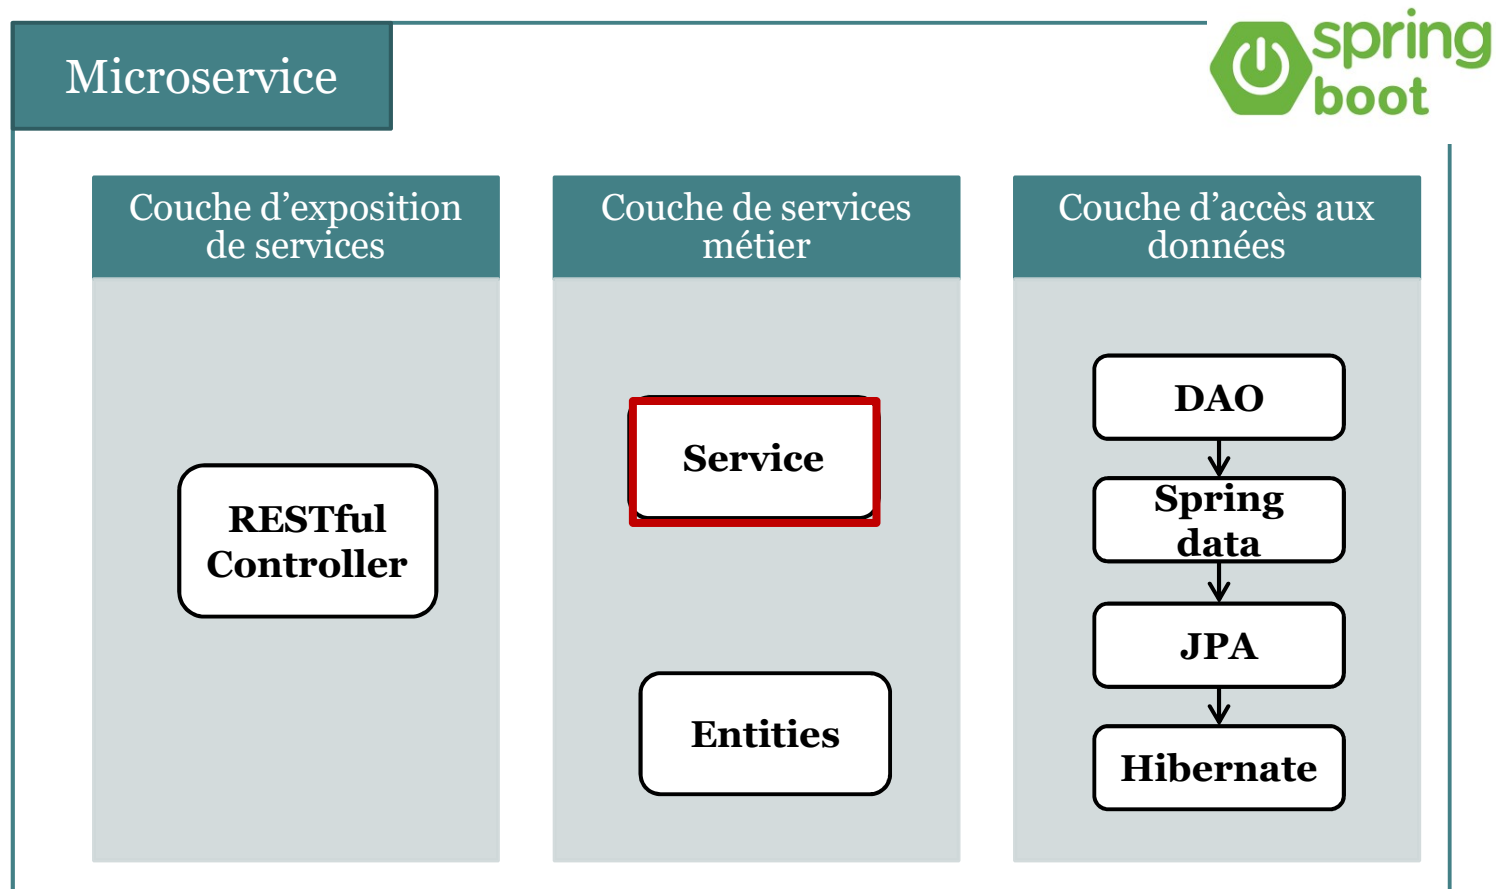 Microservice
spring
boot
Couche d’exposition
de services
Couche de services
métier
Couche d’accès aux
données
RESTful
Controller
Service
Entities
DAO
Spring
data
JPA
Hibernate